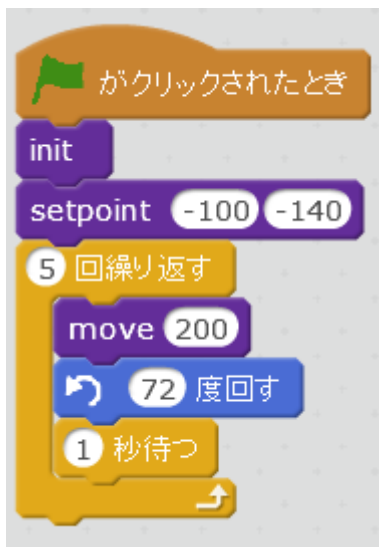 がクリックされたとき
init
setpoint -100 -140
5 回繰り返す
move 200
72 度回す
1 秒待つ